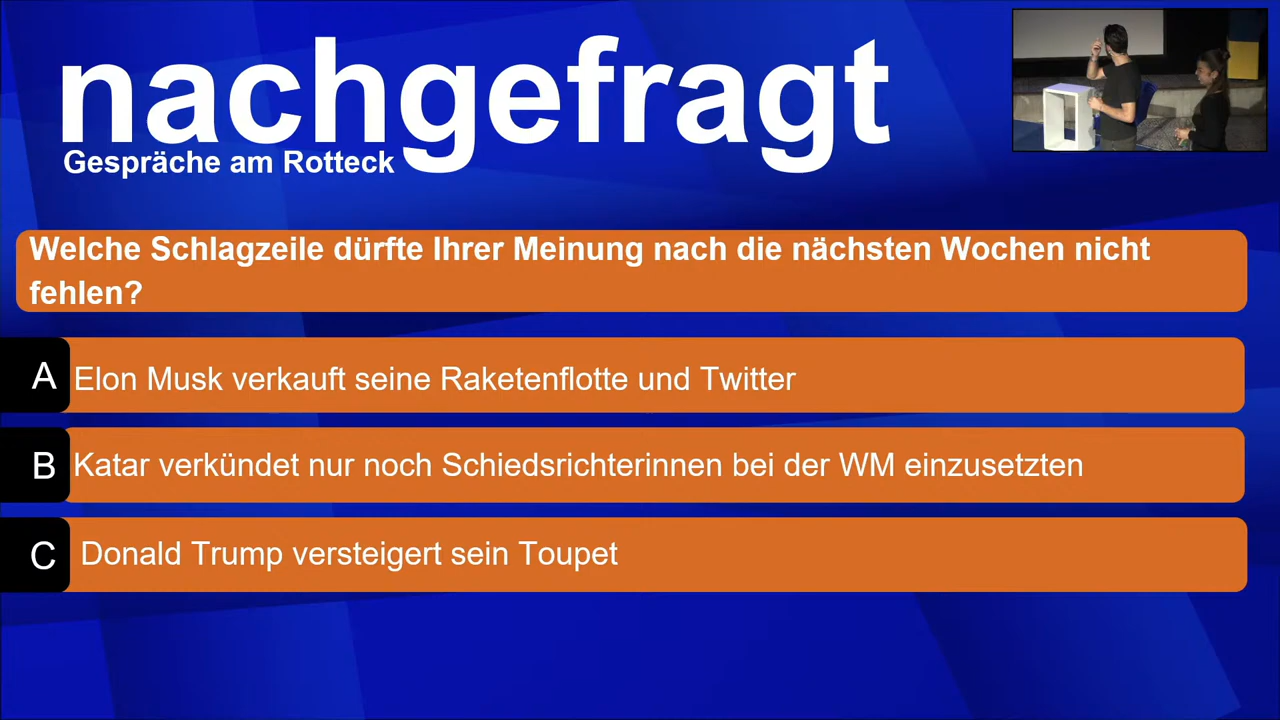 nachgefragt
Gespräche am Rotteck
Welche Schlagzeile dürfte Ihrer Meinung nach die nächsten Wochen nicht
fehlen?
A Elon Musk verkauft seine Raketenflotte und Twitter
B Katar verkündet nur noch Schiedsrichterinnen bei der WM einzusetzten
C Donald Trump versteigert sein Toupet